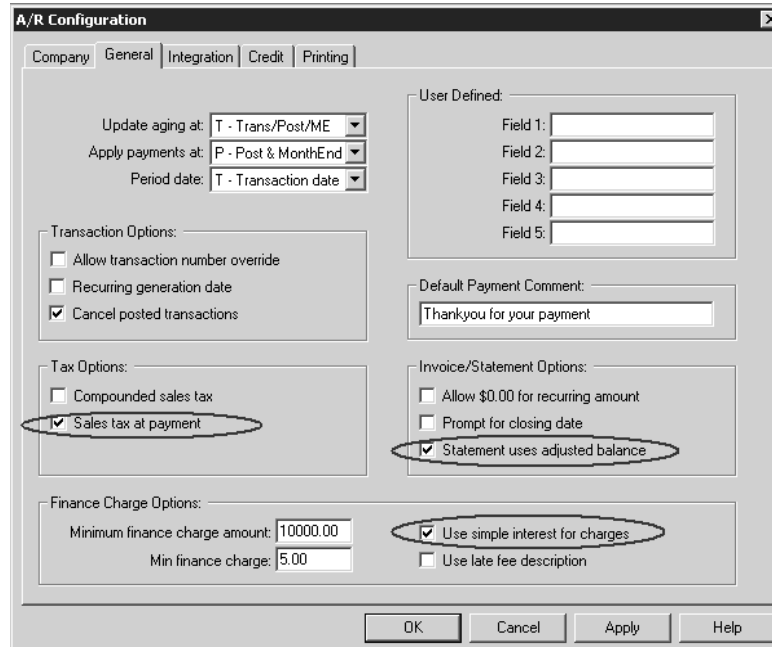 A/R Configuration
Company General Integration Credit Printing
Update aging at: T - Trans/Post/ME
Apply payments at: P - Post & MonthEnd
Period date: T - Transaction date
User Defined:
Field 1:
Field 2:
Field 3:
Field 4:
Field 5:
Transaction Options:
Allow transaction number override
Recurring generation date
Cancel posted transactions
Default Payment Comment:
Thankyou for your payment
Tax Options:
Compounded sales tax
Sales tax at payment
Invoice/Statement Options:
Allow $0.00 for recurring amount
Prompt for closing date
Statement uses adjusted balance
Finance Charge Options:
Minimum finance charge amount: 10000.00
Min finance charge: 5.00
Use simple interest for charges
Use late fee description
OK Cancel Apply Help